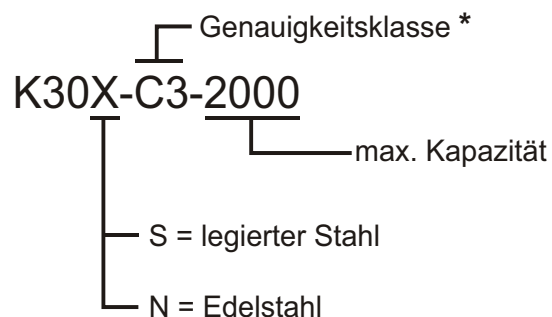 Genauigkeitsklasse *
K30X-C3-2000
max. Kapazität
S = legierter Stahl
N = Edelstahl